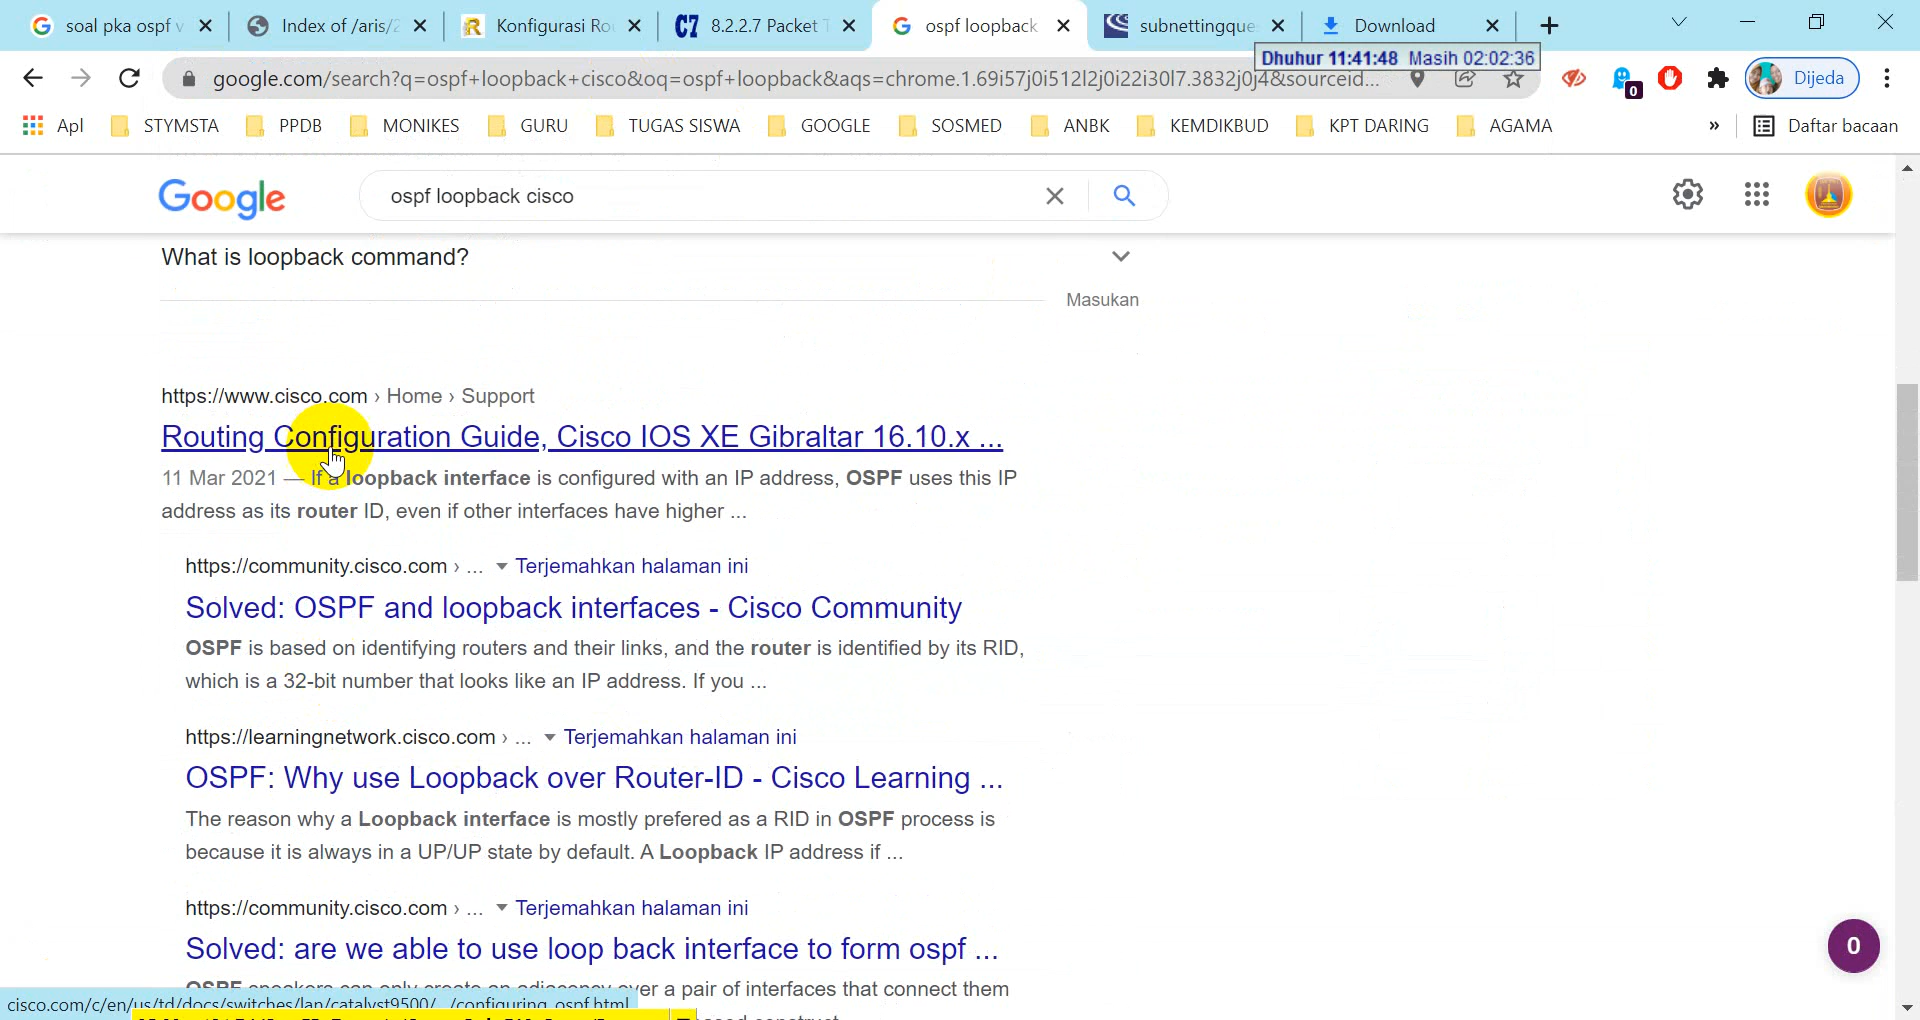 soal pka ospf
Index of /aris/2
Konfigurasi Ro
8.2.2.7 Packet T
ospf loopback
subnettingque
Download
Dhuhur 11:41:48 Masih 02:02:36
google.com/search?q=ospf+loopback+cisco&oq=ospf+loopback&aqs=chrome.1.69i57j0i512l2j0i22i30l7.3832j0j4&sourceid...
0
Dijeda
Apl
STYMSTA
PPDB
MONIKES
GURU
TUGAS SISWA
GOOGLE
SOSMED
ANBK
KEMDIKBUD
KPT DARING
AGAMA
»
Daftar bacaan
Google
ospf loopback cisco
What is loopback command?
Masukan
https://www.cisco.com › Home › Support
Routing Configuration Guide, Cisco IOS XE Gibraltar 16.10.x ...
11 Mar 2021 — If a loopback interface is configured with an IP address, OSPF uses this IP
address as its router ID, even if other interfaces have higher ...
https://community.cisco.com › ... Terjemahkan halaman ini
Solved: OSPF and loopback interfaces - Cisco Community
OSPF is based on identifying routers and their links, and the router is identified by its RID,
which is a 32-bit number that looks like an IP address. If you ...
https://learningnetwork.cisco.com › ... Terjemahkan halaman ini
OSPF: Why use Loopback over Router-ID - Cisco Learning ...
The reason why a Loopback interface is mostly prefered as a RID in OSPF process is
because it is always in a UP/UP state by default. A Loopback IP address if ...
https://community.cisco.com › ... Terjemahkan halaman ini
Solved: are we able to use loop back interface to form ospf ...
OSPF speakers can only create an adjacency over a pair of interfaces that connect them
0
cisco.com/c/en/us/td/docs/switches/lan/catalyst9500/.../configuring_ospf.html